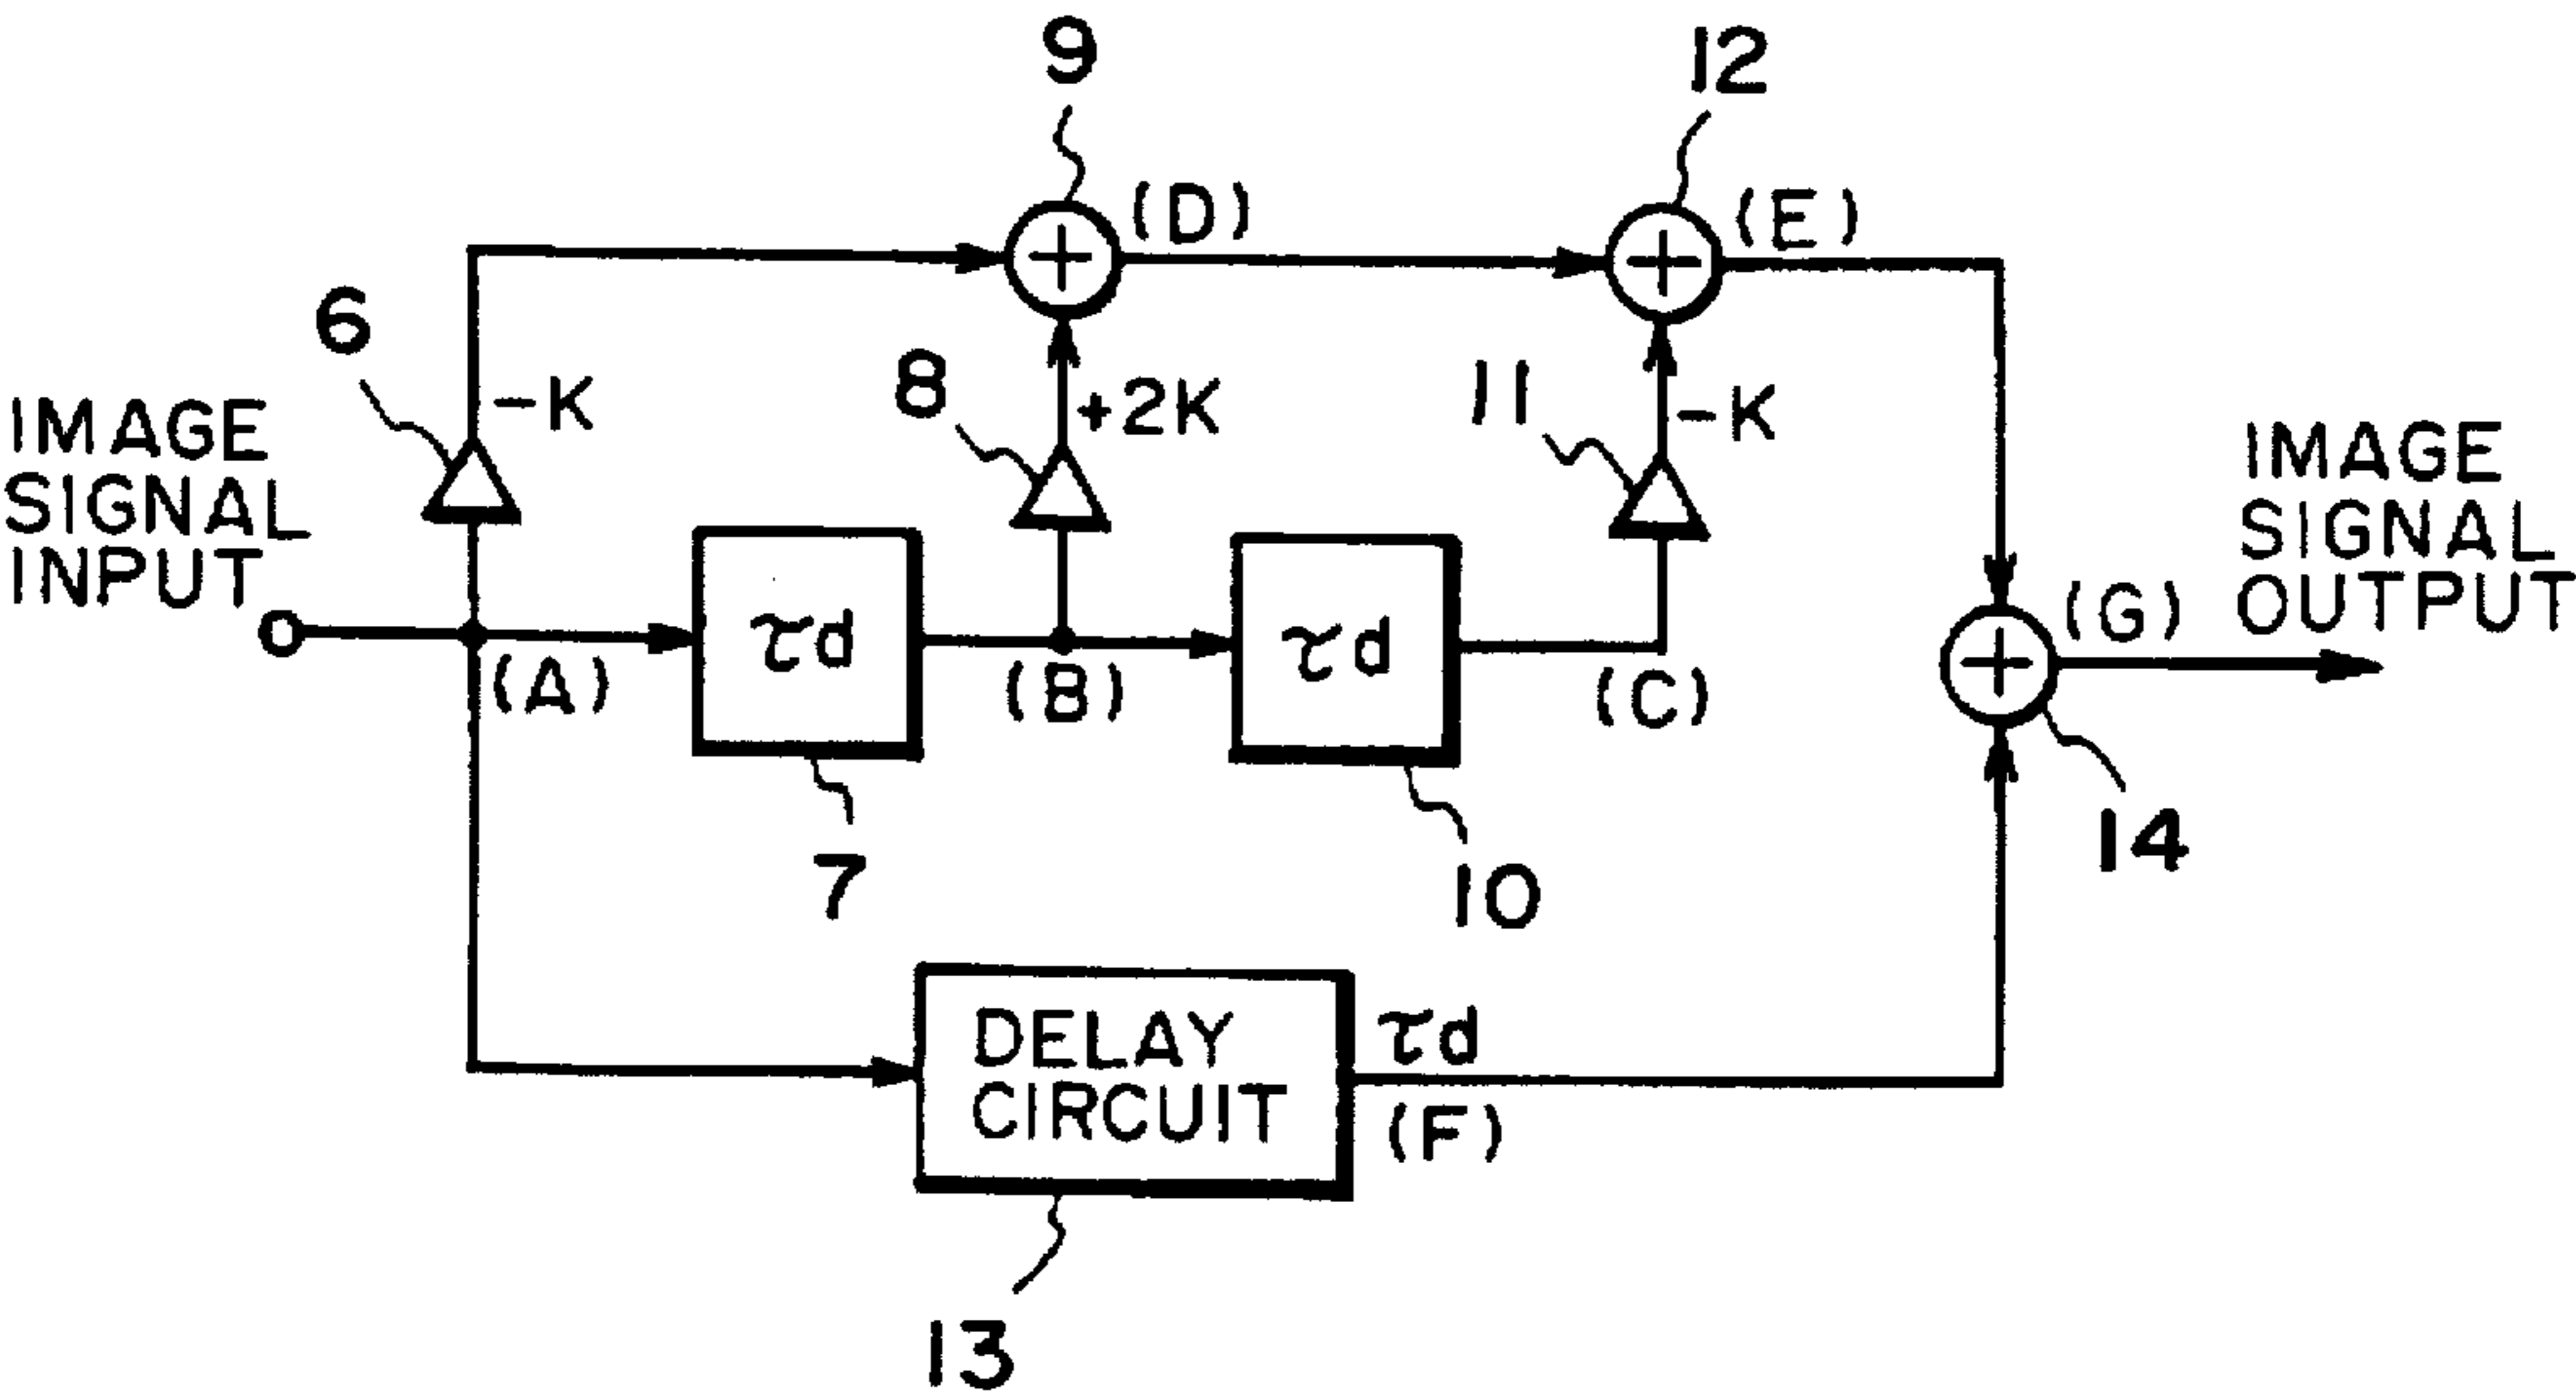 9
12
(D)
(E)
6
-K
8
+2K
11
-K
IMAGE
SIGNAL
INPUT
IMAGE
SIGNAL
OUTPUT
(A)
τd
(B)
τd
(C)
(G)
7
10
14
DELAY
CIRCUIT
τd
(F)
13